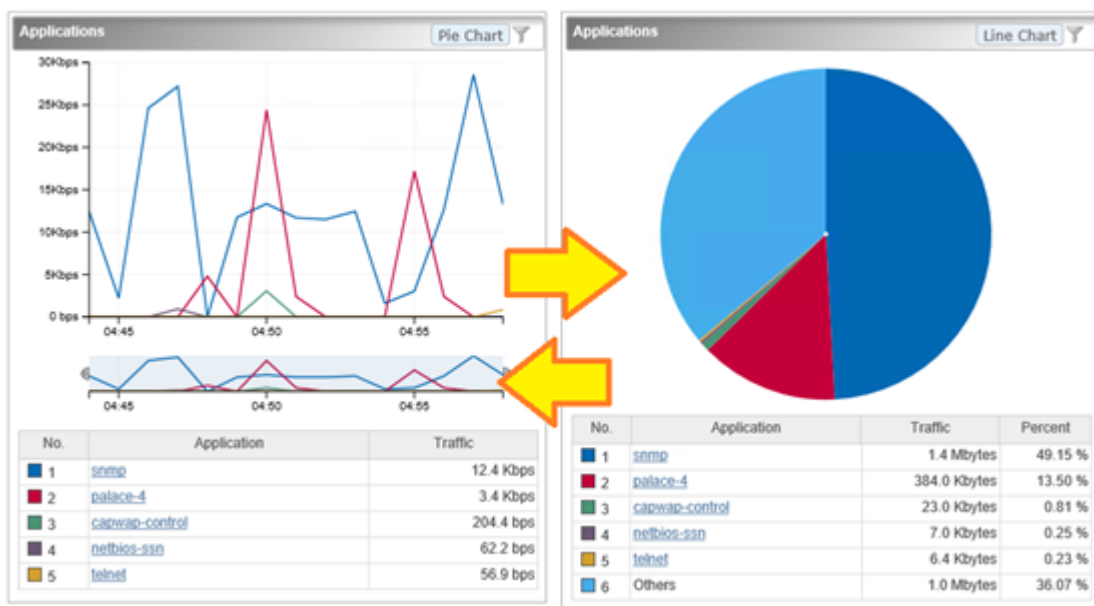 Applications Pie Chart
30Kbps
25Kbps
20Kbps
15Kbps
10Kbps
5Kbps
0 bps
04:45 04:50 04:55
04:45 04:50 04:55
No. Application Traffic
1 snmp 12.4 Kbps
2 palace-4 3.4 Kbps
3 capwap-control 204.4 bps
4 netbios-ssn 62.2 bps
5 telnet 56.9 bps
Applications Line Chart
No. Application Traffic Percent
1 snmp 1.4 Mbytes 49.15 %
2 palace-4 384.0 Kbytes 13.50 %
3 capwap-control 23.0 Kbytes 0.81 %
4 netbios-ssn 7.0 Kbytes 0.25 %
5 telnet 6.4 Kbytes 0.23 %
6 Others 1.0 Mbytes 36.07 %